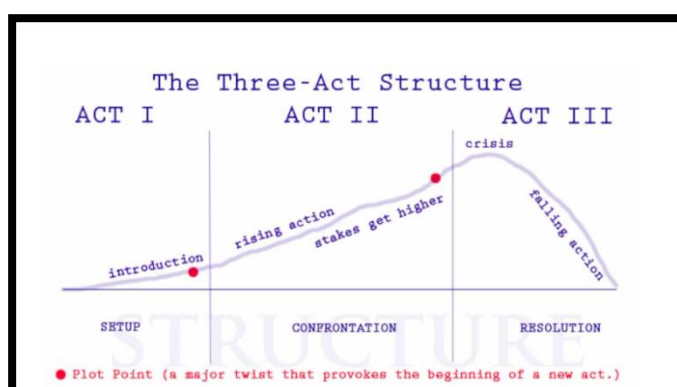 The Three-Act Structure
ACT I ACT II ACT III
crisis
rising action
stakes get higher
introduction
falling action
SETUP CONFRONTATION RESOLUTION
STRUCTURE
Plot Point (a major twist that provokes the beginning of a new act.)